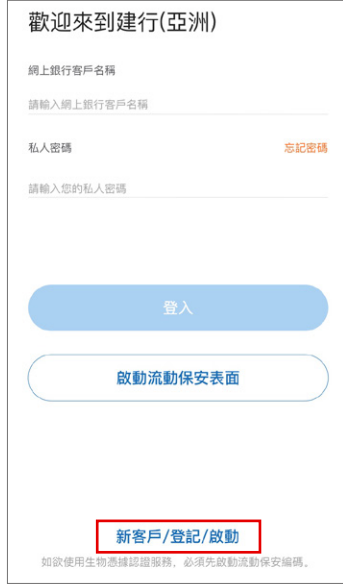 歡迎來到建行(亞洲)
網上銀行客戶名稱
請輸入網上銀行客戶名稱
私人密碼 忘記密碼
請輸入您的私人密碼
登入
啟動流動保安表面
新客戶/登記/啟動
如欲使用生物憑據認證服務，必須先啟動流動保安編碼。